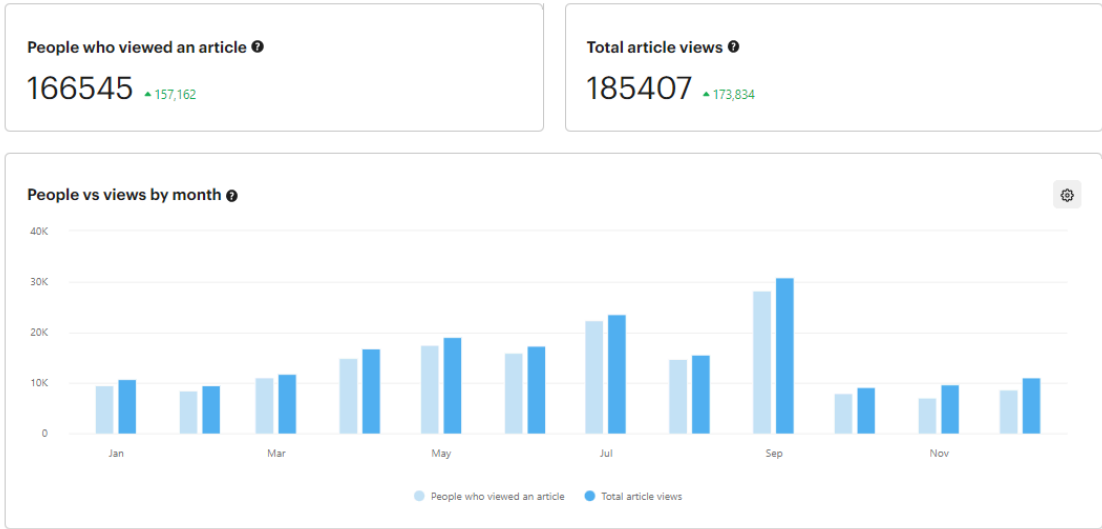 People who viewed an article ?
166545 ▲ 157,162
Total article views ?
185407 ▲ 173,834
People vs views by month ?
40K
30K
20K
10K
0
Jan Mar May Jul Sep Nov
People who viewed an article Total article views